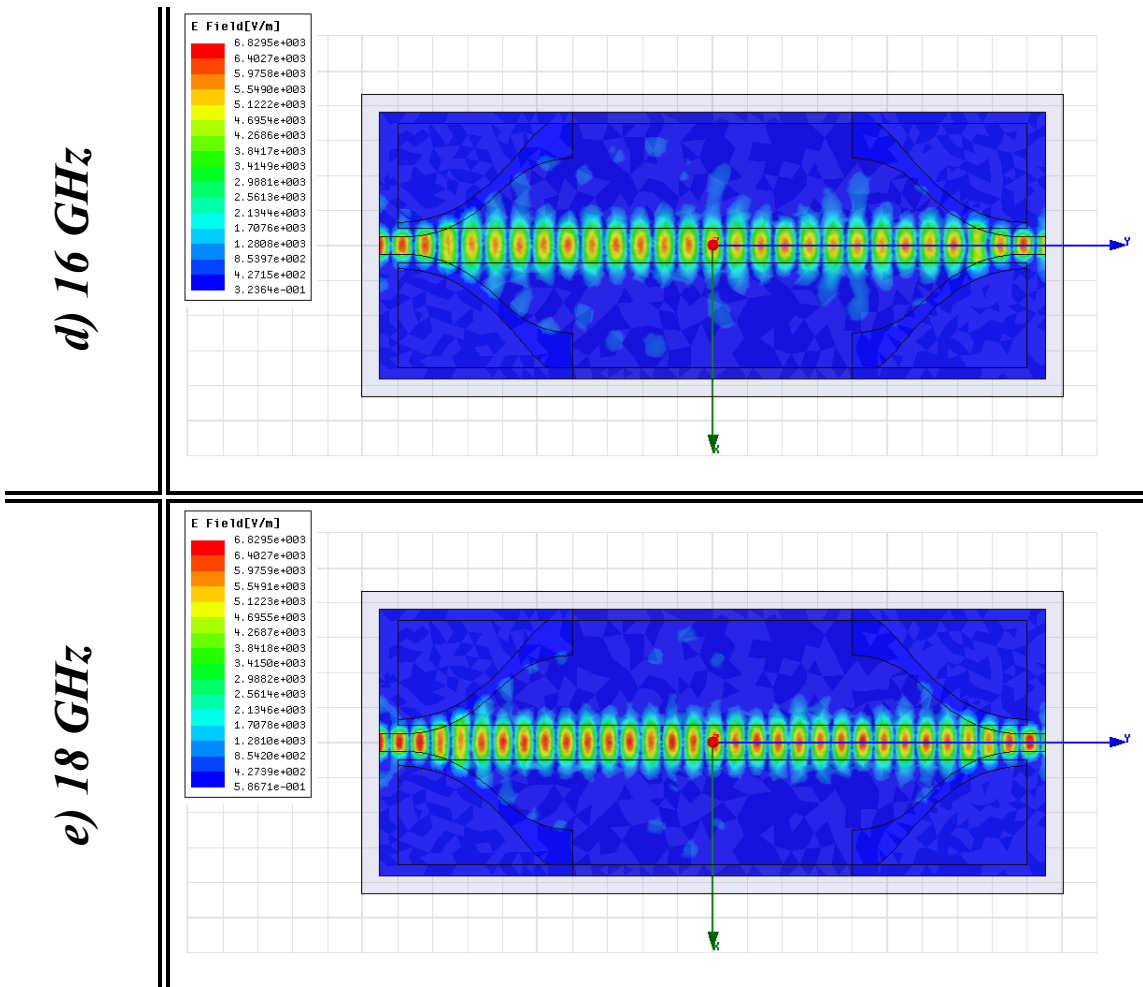 d) 16 GHz
E Field[V/m]
6.8295e+003
6.4027e+003
5.9758e+003
5.5490e+003
5.1222e+003
4.6954e+003
4.2686e+003
3.8417e+003
3.4149e+003
2.9881e+003
2.5613e+003
2.1344e+003
1.7076e+003
1.2808e+003
8.5397e+002
4.2715e+002
3.2364e-001
Y
X
e) 18 GHz
E Field[V/m]
6.8295e+003
6.4027e+003
5.9759e+003
5.5491e+003
5.1223e+003
4.6955e+003
4.2687e+003
3.8418e+003
3.4150e+003
2.9882e+003
2.5614e+003
2.1346e+003
1.7078e+003
1.2810e+003
8.5420e+002
4.2739e+002
5.8671e-001
Y
X